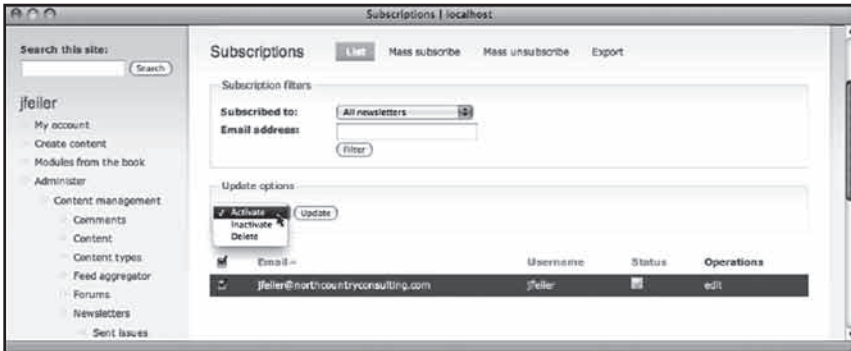 Subscriptions | localhost
Search this site:
Search
jfeiler
My account
Create content
Modules from the book
Administer
Content management
Comments
Content
Content types
Feed aggregator
Forums
Newsletters
Sent issues
Subscriptions List Mass subscribe Mass unsubscribe Export
Subscription filters
Subscribed to: All newsletters
Email address:
Filter
Update options
Activate Update
Inactivate
Delete
Email Username Status Operations
jfeiler@northcountryconsulting.com jfeiler edit